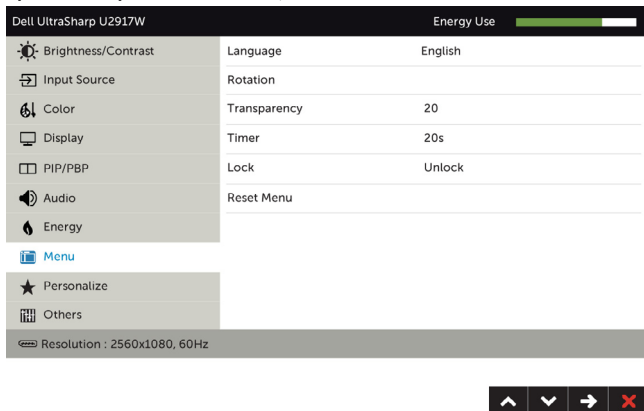 Dell UltraSharp U2917W Energy Use
Brightness/Contrast Language English
Input Source Rotation
Color Transparency 20
Display Timer 20s
PIP/PBP Lock Unlock
Audio Reset Menu
Energy
Menu
Personalize
Others
Resolution : 2560x1080, 60Hz